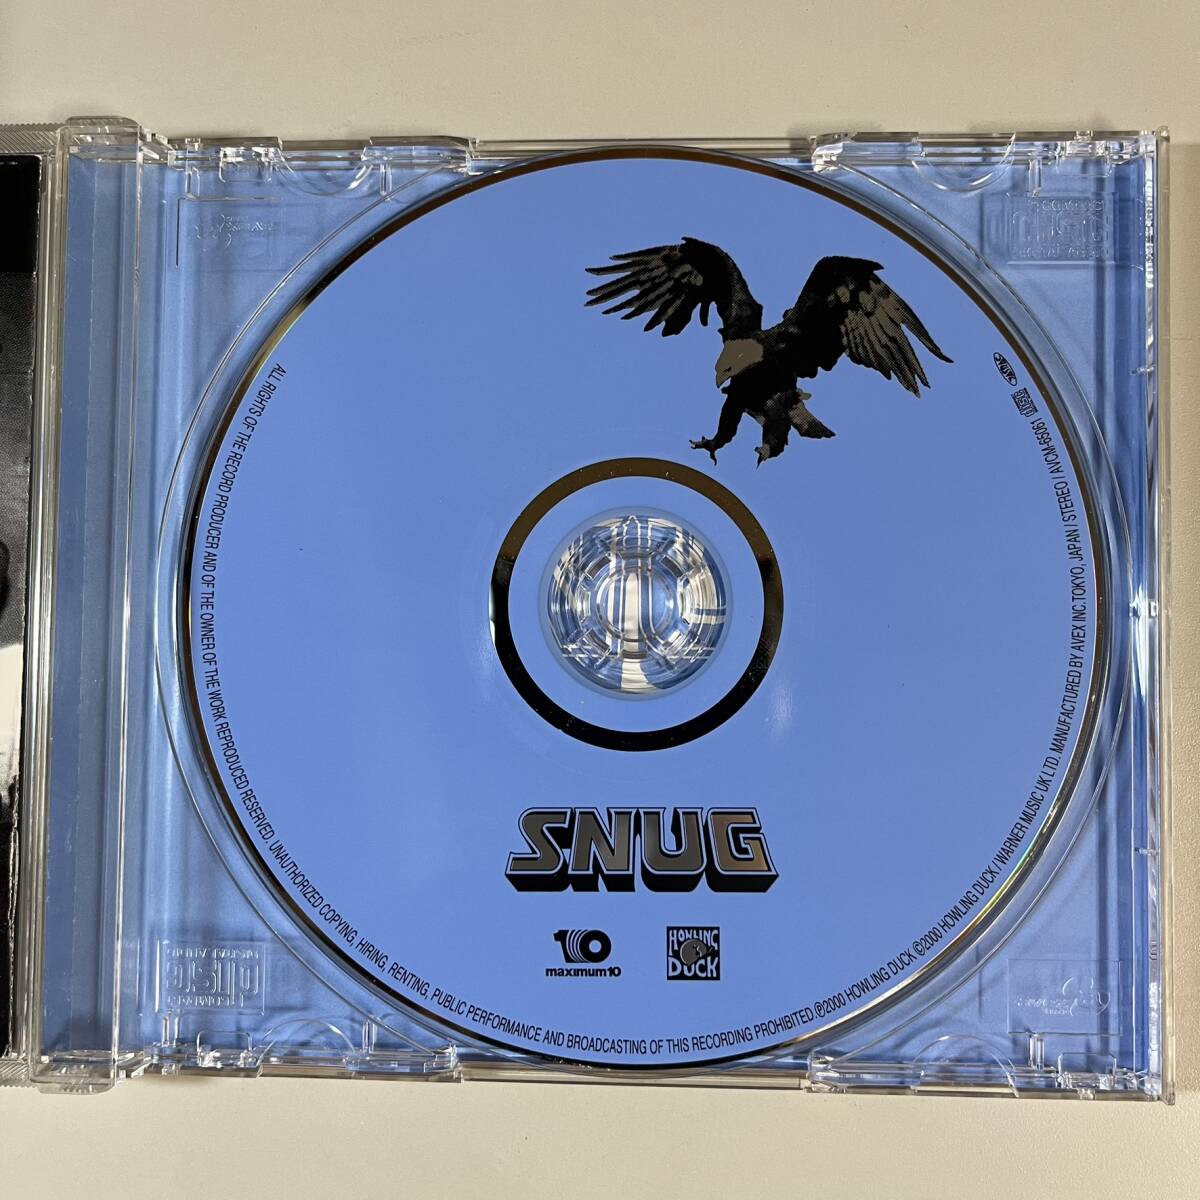 SNUG
maximum10
HOWLING
DUCK
ALL RIGHTS OF THE RECORD PRODUCER AND OF THE OWNER OF THE WORK REPRODUCED RESERVED. UNAUTHORIZED COPYING, HIRING, RENTING, PUBLIC PERFORMANCE AND BROADCASTING OF THIS RECORDING PROHIBITED.℗2000 HOWLING DUCK ©2000 HOWLING DUCK / WARNER MUSIC UK LTD. MANUFACTURED BY AVEX INC.TOKYO, JAPAN / STEREO / AVCM-65061